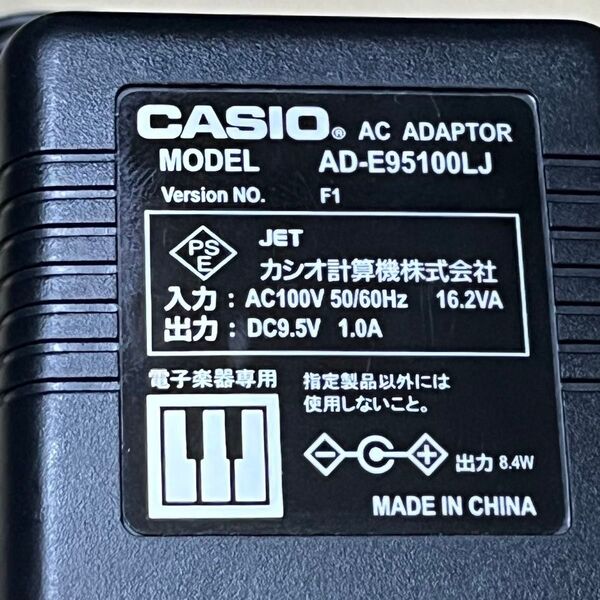 CASIO® AC ADAPTOR
MODEL AD-E95100LJ
Version NO. F1
PS
E
JET
カシオ計算機株式会社
入力：AC100V 50/60Hz 16.2VA
出力：DC9.5V 1.0A
電子楽器専用
指定製品以外には
使用しないこと。
出力 8.4W
MADE IN CHINA